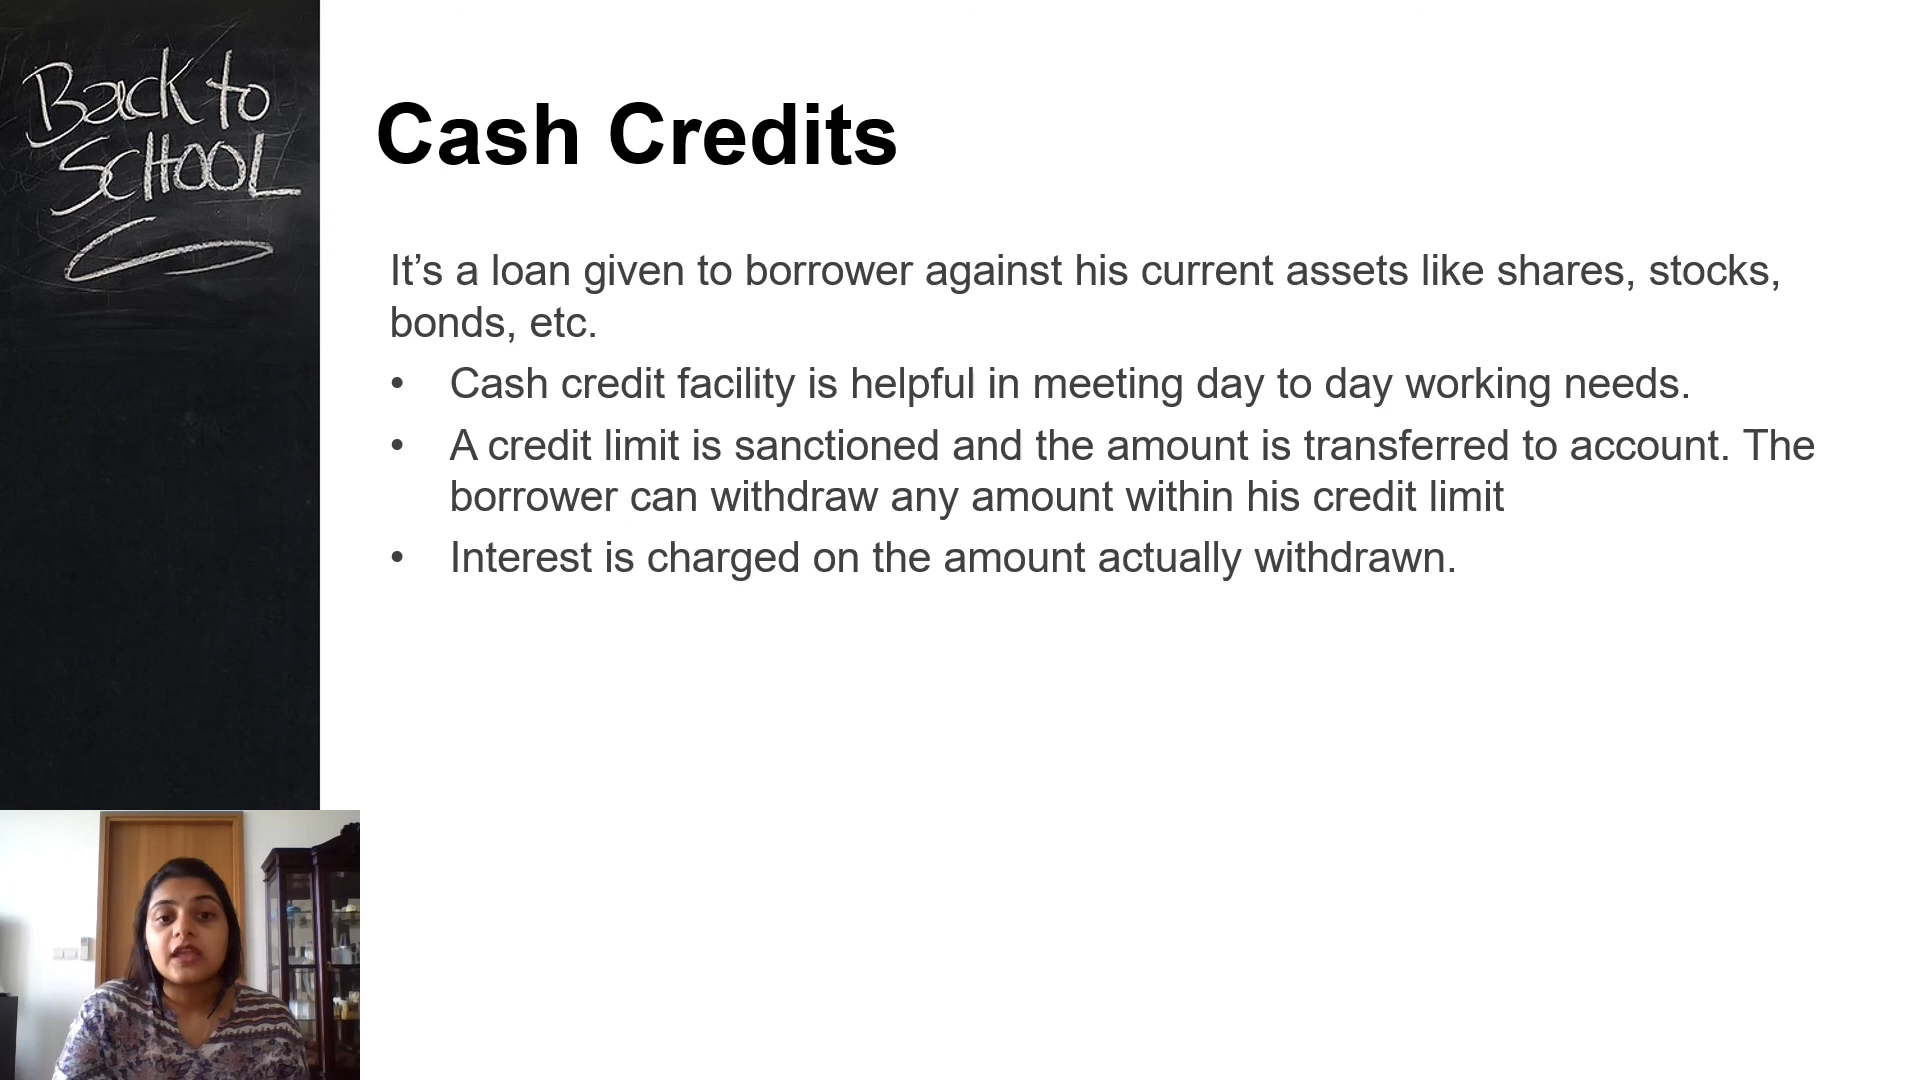 Back to
SCHOOL
Cash Credits
It’s a loan given to borrower against his current assets like shares, stocks,
bonds, etc.
• Cash credit facility is helpful in meeting day to day working needs.
• A credit limit is sanctioned and the amount is transferred to account. The
borrower can withdraw any amount within his credit limit
• Interest is charged on the amount actually withdrawn.